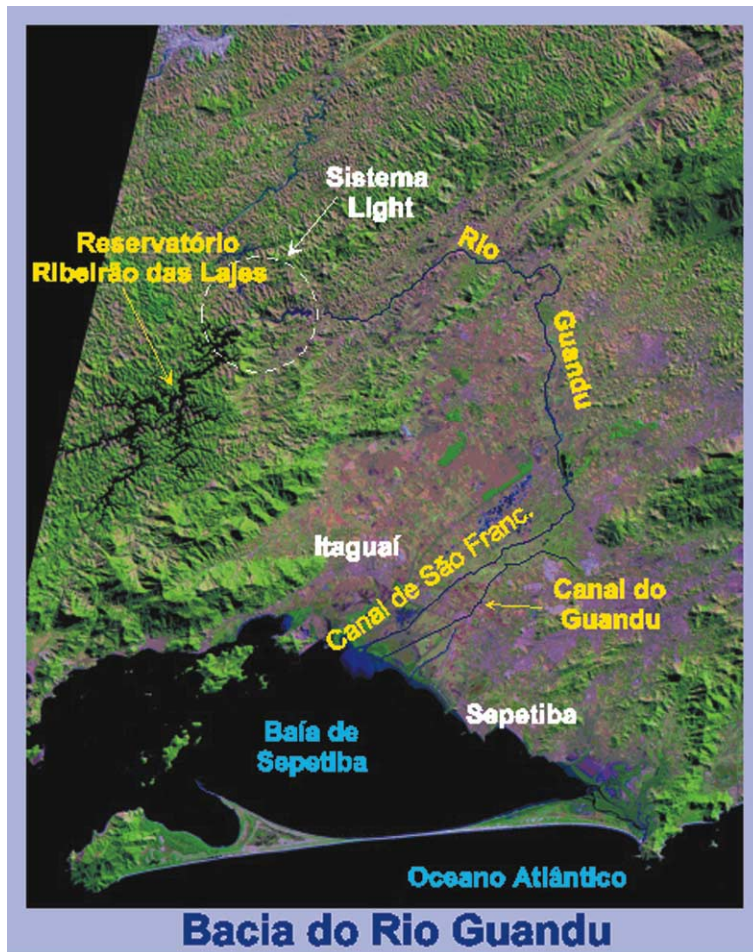 Sistema
Light
Reservatório
Ribeirão das Lajes
Rio
Guandu
Itaguaí
Canal de São Franc.
Canal do
Guandu
Sepetiba
Baía de
Sepetiba
Oceano Atlântico
Bacia do Rio Guandu